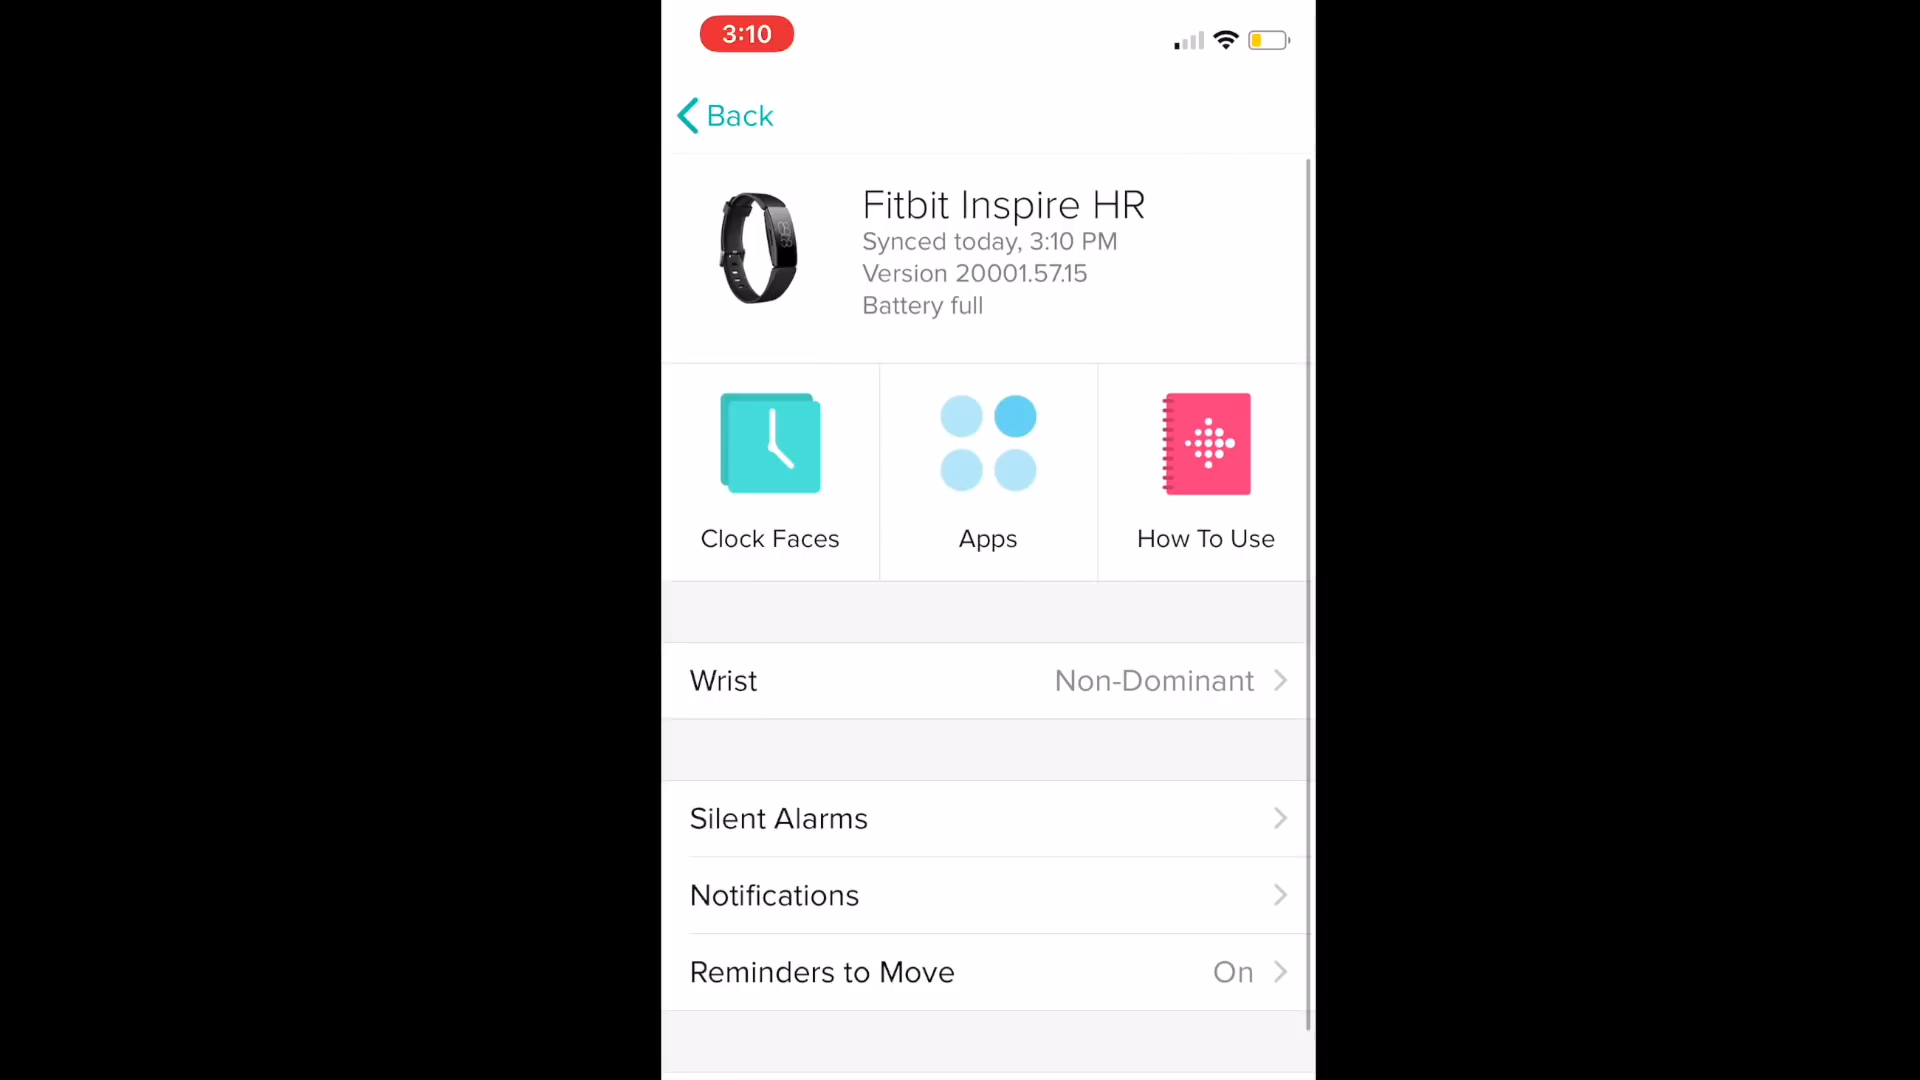 3:10
Back
Fitbit Inspire HR
Synced today, 3:10 PM
Version 20001.57.15
Battery full
Clock Faces
Apps
How To Use
Wrist Non-Dominant
Silent Alarms
Notifications
Reminders to Move On